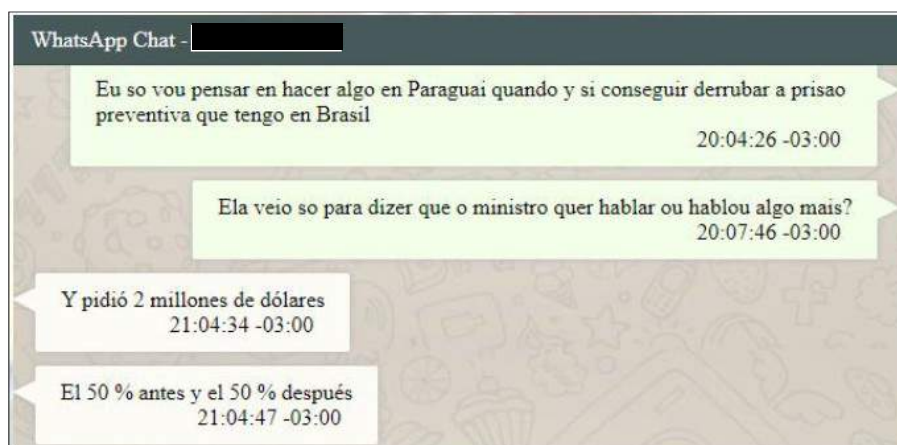 WhatsApp Chat -
Eu so vou pensar en hacer algo en Paraguai quando y si conseguir derrubar a prisao
preventiva que tengo en Brasil
20:04:26 -03:00
Ela veio so para dizer que o ministro quer hablar ou hablou algo mais?
20:07:46 -03:00
Y pidió 2 millones de dólares
21:04:34 -03:00
El 50 % antes y el 50 % después
21:04:47 -03:00